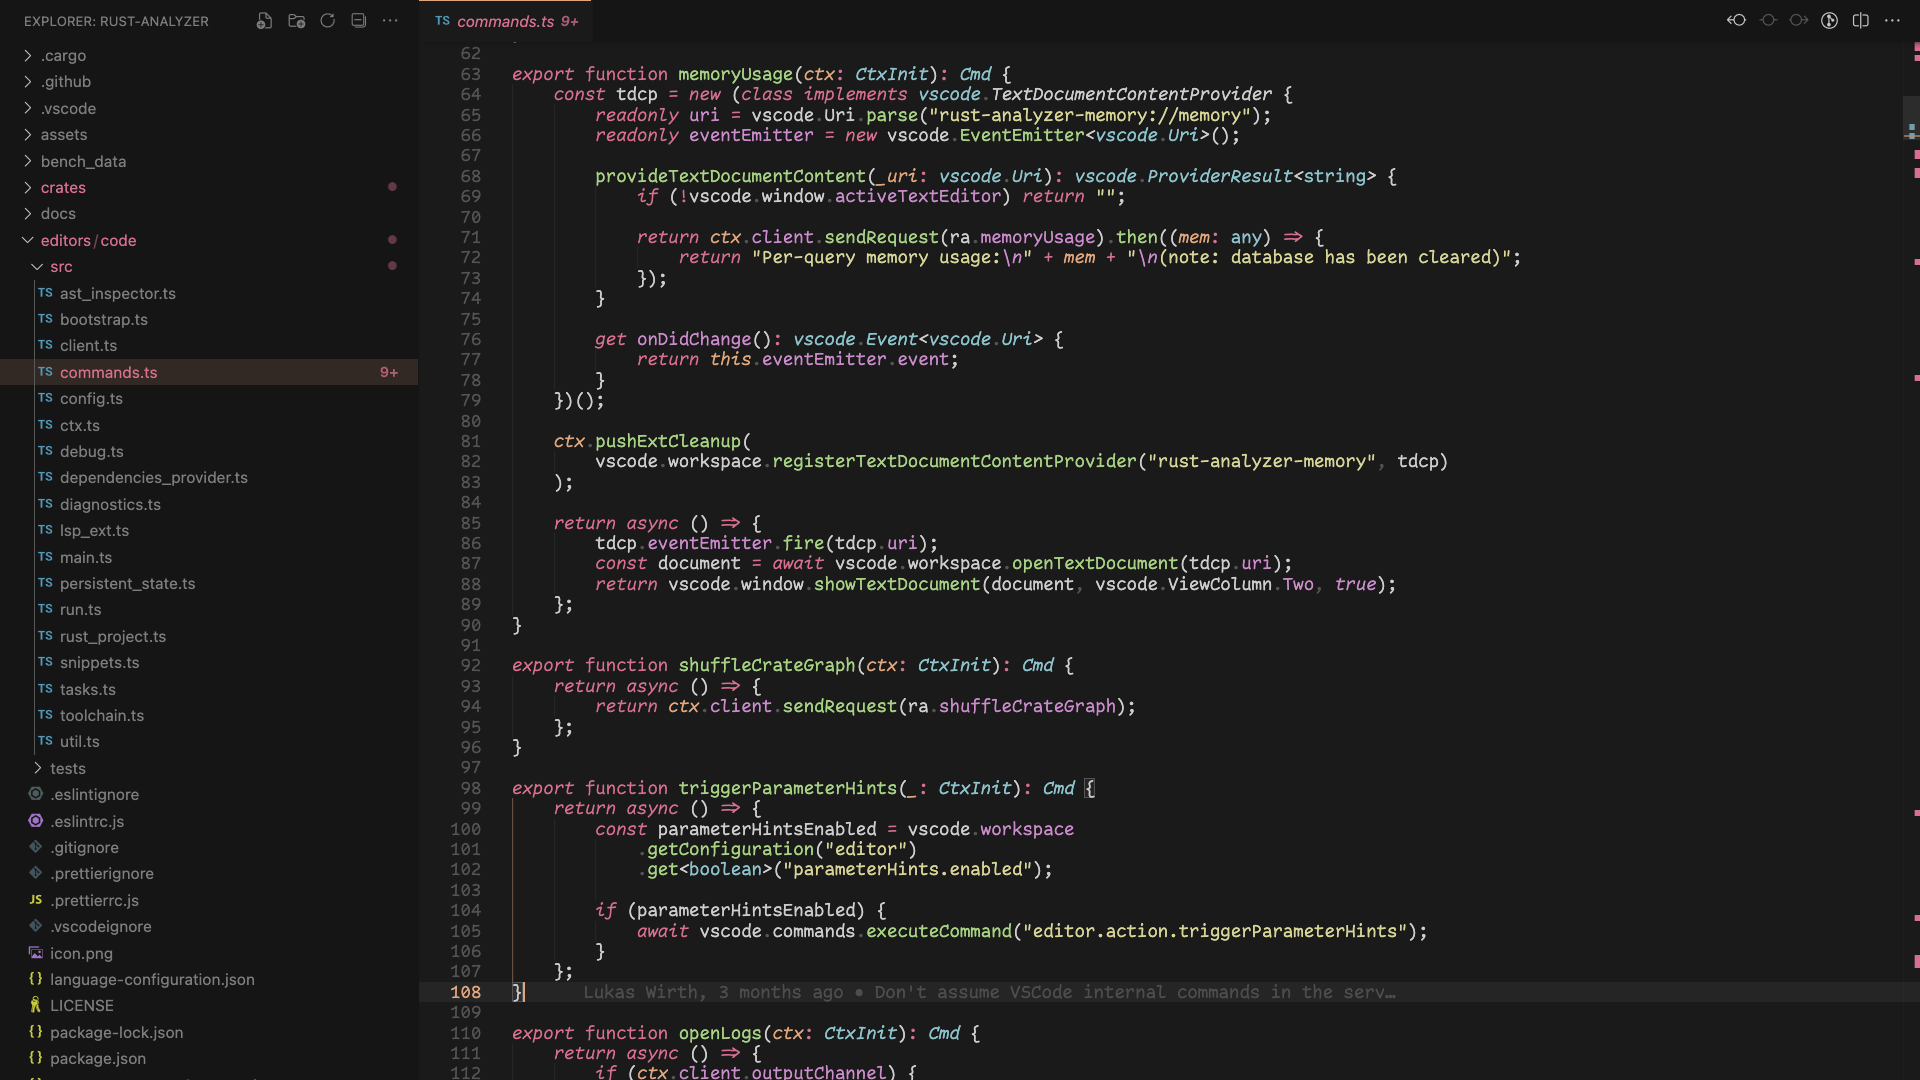 EXPLORER: RUST-ANALYZER
.cargo
.github
.vscode
assets
bench_data
crates
docs
editors/code
src
TS ast_inspector.ts
TS bootstrap.ts
TS client.ts
TS commands.ts 9+
TS config.ts
TS ctx.ts
TS debug.ts
TS dependencies_provider.ts
TS diagnostics.ts
TS lsp_ext.ts
TS main.ts
TS persistent_state.ts
TS run.ts
TS rust_project.ts
TS snippets.ts
TS tasks.ts
TS toolchain.ts
TS util.ts
tests
.eslintignore
.eslintrc.js
.gitignore
.prettierignore
JS .prettierrc.js
.vscodeignore
icon.png
{} language-configuration.json
LICENSE
{} package-lock.json
{} package.json
TS commands.ts 9+
62
63 export function memoryUsage(ctx: CtxInit): Cmd {
64 const tdcp = new (class implements vscode.TextDocumentContentProvider {
65 readonly uri = vscode.Uri.parse("rust-analyzer-memory://memory");
66 readonly eventEmitter = new vscode.EventEmitter<vscode.Uri>();
67
68 provideTextDocumentContent(_uri: vscode.Uri): vscode.ProviderResult<string> {
69 if (!vscode.window.activeTextEditor) return "";
70
71 return ctx.client.sendRequest(ra.memoryUsage).then((mem: any) => {
72 return "Per-query memory usage:\n" + mem + "\n(note: database has been cleared)";
73 });
74 }
75
76 get onDidChange(): vscode.Event<vscode.Uri> {
77 return this.eventEmitter.event;
78 }
79 })();
80
81 ctx.pushExtCleanup(
82 vscode.workspace.registerTextDocumentContentProvider("rust-analyzer-memory", tdcp)
83 );
84
85 return async () => {
86 tdcp.eventEmitter.fire(tdcp.uri);
87 const document = await vscode.workspace.openTextDocument(tdcp.uri);
88 return vscode.window.showTextDocument(document, vscode.ViewColumn.Two, true);
89 };
90 }
91
92 export function shuffleCrateGraph(ctx: CtxInit): Cmd {
93 return async () => {
94 return ctx.client.sendRequest(ra.shuffleCrateGraph);
95 };
96 }
97
98 export function triggerParameterHints(_: CtxInit): Cmd {
99 return async () => {
100 const parameterHintsEnabled = vscode.workspace
101 .getConfiguration("editor")
102 .get<boolean>("parameterHints.enabled");
103
104 if (parameterHintsEnabled) {
105 await vscode.commands.executeCommand("editor.action.triggerParameterHints");
106 }
107 };
108 } Lukas Wirth, 3 months ago • Don't assume VSCode internal commands in the serv…
109
110 export function openLogs(ctx: CtxInit): Cmd {
111 return async () => {
112 if (ctx.client.outputChannel) {